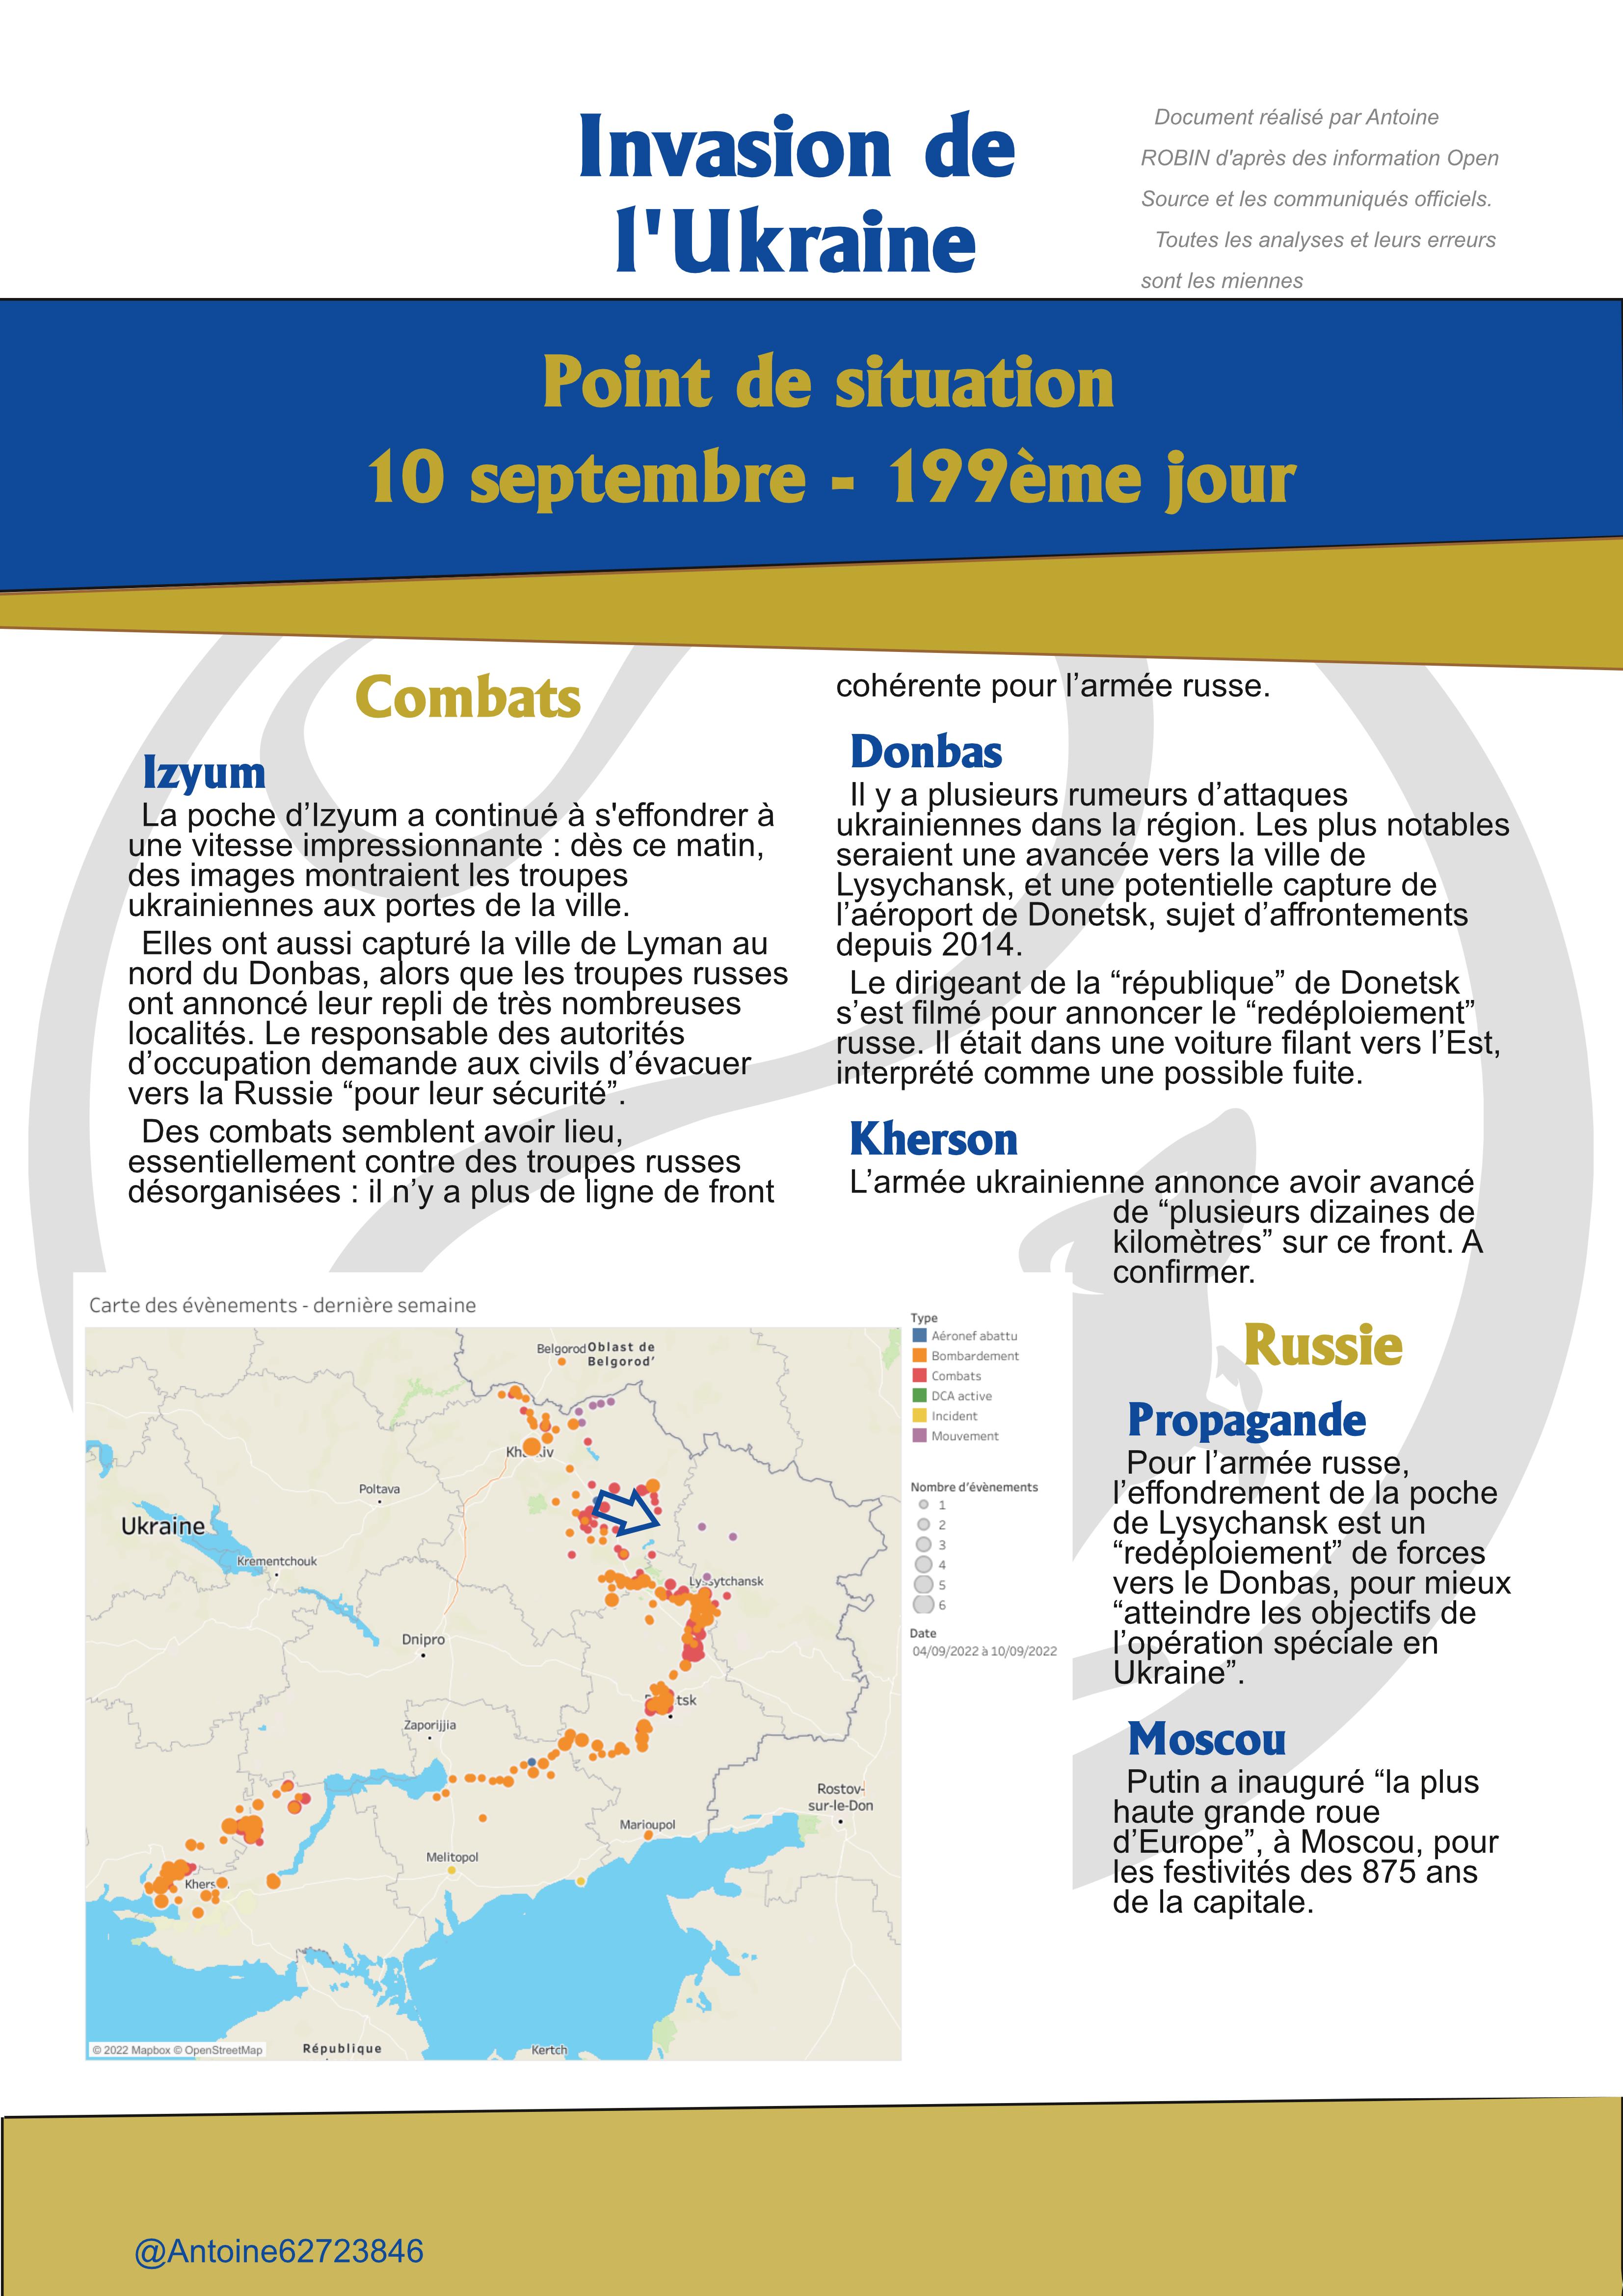 Invasion de
l'Ukraine
Document réalisé par Antoine
ROBIN d'après des information Open
Source et les communiqués officiels.
Toutes les analyses et leurs erreurs
sont les miennes
Point de situation
10 septembre - 199ème jour
Combats
Izyum
La poche d’Izyum a continué à s'effondrer à
une vitesse impressionnante : dès ce matin,
des images montraient les troupes
ukrainiennes aux portes de la ville.
Elles ont aussi capturé la ville de Lyman au
nord du Donbas, alors que les troupes russes
ont annoncé leur repli de très nombreuses
localités. Le responsable des autorités
d’occupation demande aux civils d’évacuer
vers la Russie “pour leur sécurité”.
Des combats semblent avoir lieu,
essentiellement contre des troupes russes
désorganisées : il n’y a plus de ligne de front
cohérente pour l’armée russe.
Donbas
Il y a plusieurs rumeurs d’attaques
ukrainiennes dans la région. Les plus notables
seraient une avancée vers la ville de
Lysychansk, et une potentielle capture de
l’aéroport de Donetsk, sujet d’affrontements
depuis 2014.
Le dirigeant de la “république” de Donetsk
s’est filmé pour annoncer le “redéploiement”
russe. Il était dans une voiture filant vers l’Est,
interprété comme une possible fuite.
Kherson
L’armée ukrainienne annonce avoir avancé
de “plusieurs dizaines de
kilomètres” sur ce front. A
confirmer.
Russie
Propagande
Pour l’armée russe,
l’effondrement de la poche
de Lysychansk est un
“redéploiement” de forces
vers le Donbas, pour mieux
“atteindre les objectifs de
l’opération spéciale en
Ukraine”.
Moscou
Putin a inauguré “la plus
haute grande roue
d’Europe”, à Moscou, pour
les festivités des 875 ans
de la capitale.
Carte des évènements - dernière semaine
Belgorod
Oblast de
Belgorod'
Poltava
Ukraine
Krementchouk
Dnipro
Zaporijjia
Rostov-
sur-le-Don
Marioupol
Melitopol
République
Kertch
© 2022 Mapbox © OpenStreetMap
Type
Aéronef abattu
Bombardement
Combats
DCA active
Incident
Mouvement
Nombre d'évènements
1
2
3
4
5
6
Date
04/09/2022 à 10/09/2022
@Antoine62723846